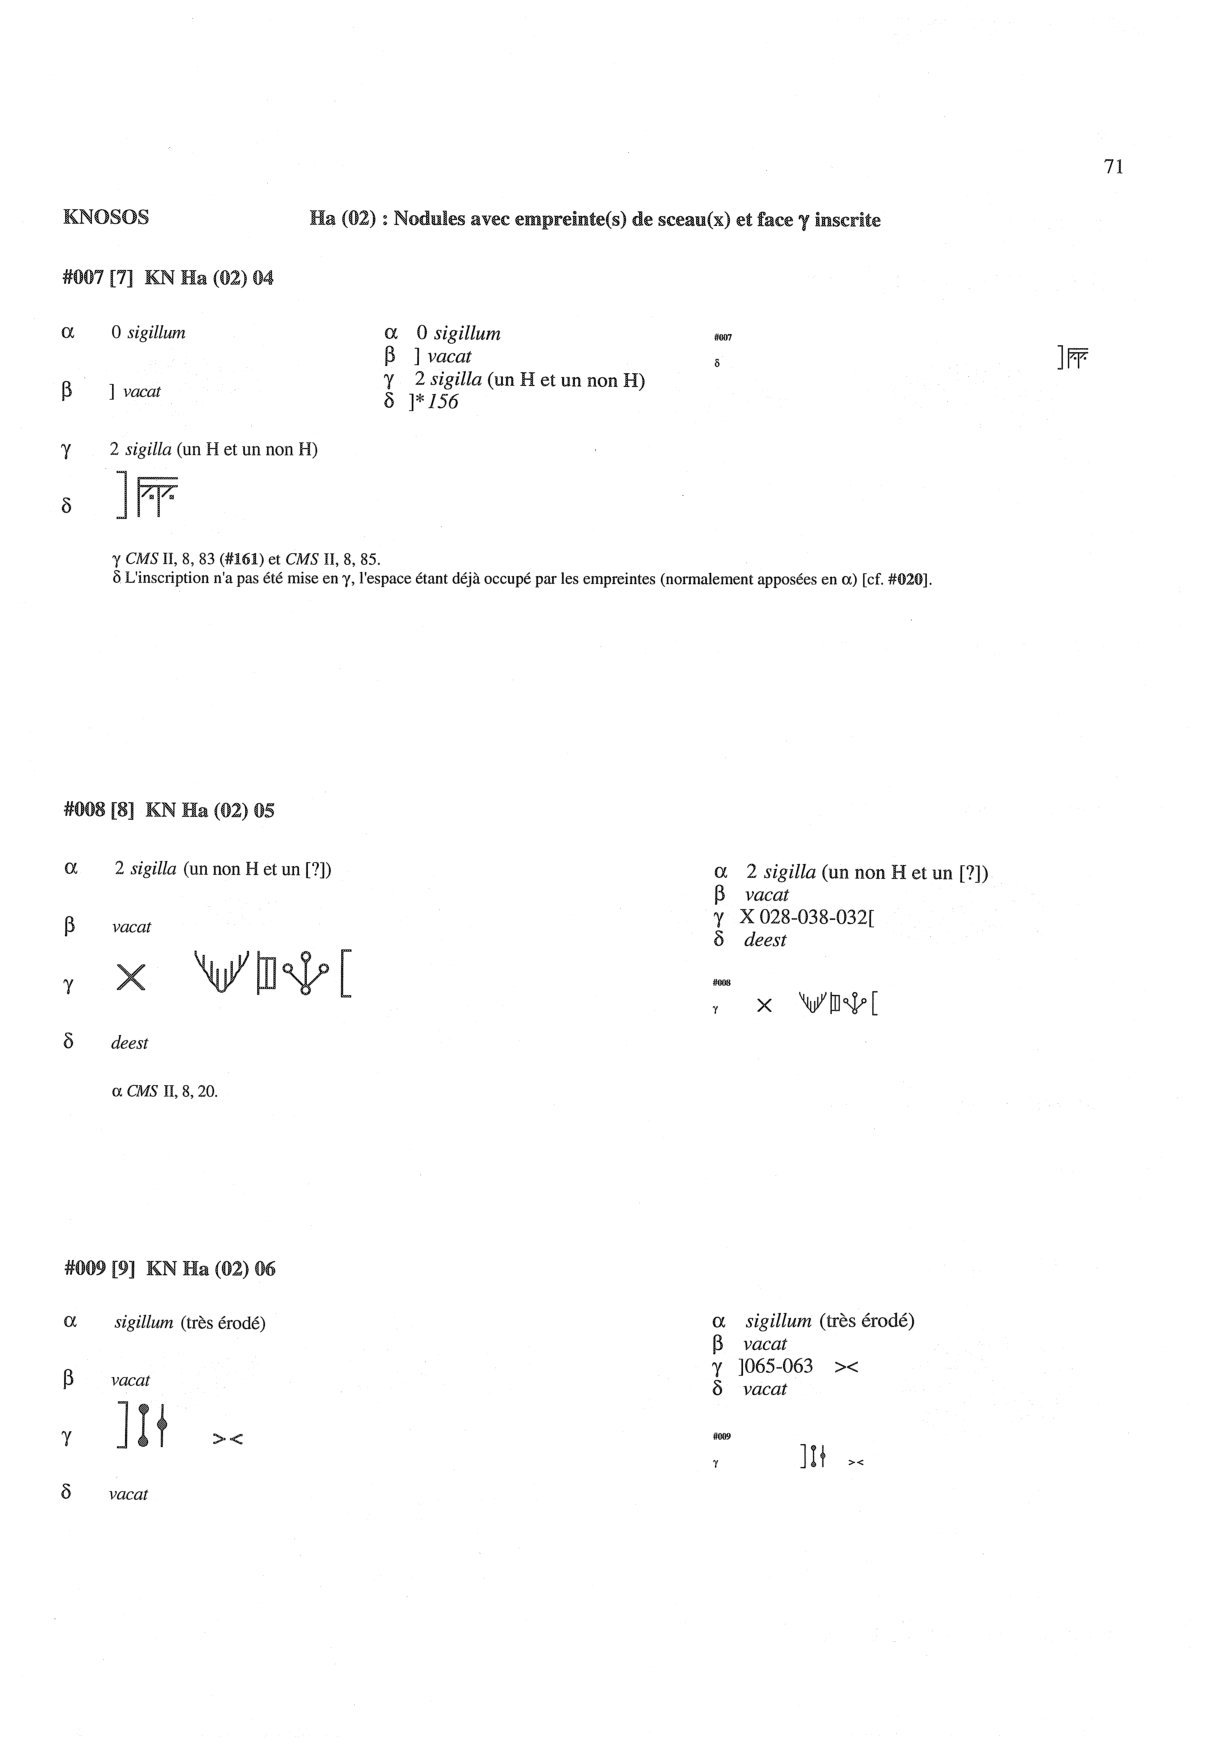 71
KNOSOS Ha (02) : Nodules avec empreinte(s) de sceau(x) et face γ inscrite
#007 [7] KN Ha (02) 04
α 0 sigillum
β ] vacat
γ 2 sigilla (un H et un non H)
δ ]
α 0 sigillum
β ] vacat
γ 2 sigilla (un H et un non H)
δ ]*156
#007
δ ]
γ CMS II, 8, 83 (#161) et CMS II, 8, 85.
δ L'inscription n'a pas été mise en γ, l'espace étant déjà occupé par les empreintes (normalement apposées en α) [cf. #020].
#008 [8] KN Ha (02) 05
α 2 sigilla (un non H et un [?])
β vacat
γ X [
δ deest
α 2 sigilla (un non H et un [?])
β vacat
γ X 028-038-032[
δ deest
#008
γ X [
α CMS II, 8, 20.
#009 [9] KN Ha (02) 06
α sigillum (très érodé)
β vacat
γ ] ><
δ vacat
α sigillum (très érodé)
β vacat
γ ]065-063 ><
δ vacat
#009
γ ] ><